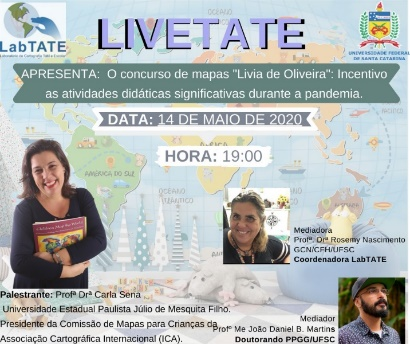 LabTATE
LIVETATE
UNIVERSIDADE FEDERAL
DE SANTA CATARINA
APRESENTA: O concurso de mapas "Livia de Oliveira": Incentivo
as atividades didáticas significativas durante a pandemia.
DATA: 14 DE MAIO DE 2020
HORA: 19:00
AMÉRICA DO SUL
Mediadora
Profª. Drª Rosemy Nascimento
GCN/CFH/UFSC
Coordenadora LabTATE
Palestrante: Profª Drª Carla Sena
Universidade Estadual Paulista Júlio de Mesquita Filho.
Presidente da Comissão de Mapas para Crianças da
Associação Cartográfica Internacional (ICA).
Mediador
Profº Me João Daniel B. Martins
Doutorando PPGG/UFSC